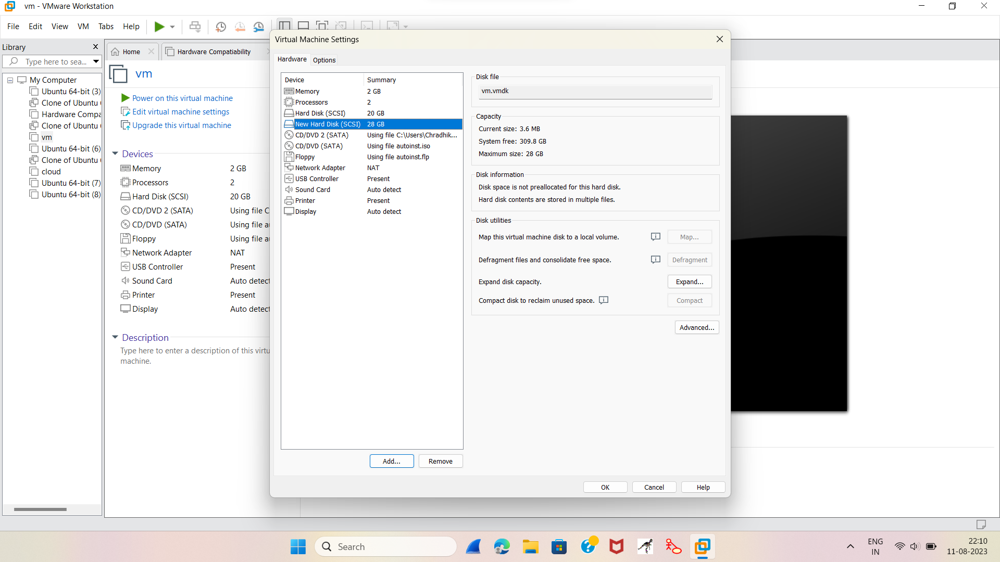 vm - VMware Workstation
File Edit View VM Tabs Help
Library
Type here to sea...
My Computer
Ubuntu 64-bit (3)
Clone of Ubuntu
Hardware Compa
Clone of Ubuntu
vm
Ubuntu 64-bit (6)
Clone of Ubuntu
cloud
Ubuntu 64-bit (7)
Ubuntu 64-bit (8)
Home
Hardware Compatiability
vm
Power on this virtual machine
Edit virtual machine settings
Upgrade this virtual machine
Devices
Memory 2 GB
Processors 2
Hard Disk (SCSI) 20 GB
CD/DVD 2 (SATA) Using file C
CD/DVD (SATA) Using file a
Floppy Using file a
Network Adapter NAT
USB Controller Present
Sound Card Auto detect
Printer Present
Display Auto detect
Description
Type here to enter a description of this virtu
machine.
Virtual Machine Settings
Hardware Options
Device Summary
Memory 2 GB
Processors 2
Hard Disk (SCSI) 20 GB
New Hard Disk (SCSI) 28 GB
CD/DVD 2 (SATA) Using file C:\Users\Chradhik...
CD/DVD (SATA) Using file autoinst.iso
Floppy Using file autoinst.flp
Network Adapter NAT
USB Controller Present
Sound Card Auto detect
Printer Present
Display Auto detect
Add... Remove
Disk file
vm.vmdk
Capacity
Current size: 3.6 MB
System free: 309.8 GB
Maximum size: 28 GB
Disk information
Disk space is not preallocated for this hard disk.
Hard disk contents are stored in multiple files.
Disk utilities
Map this virtual machine disk to a local volume. Map...
Defragment files and consolidate free space. Defragment
Expand disk capacity. Expand...
Compact disk to reclaim unused space. Compact
Advanced...
OK Cancel Help
Search
ENG
IN
22:10
11-08-2023